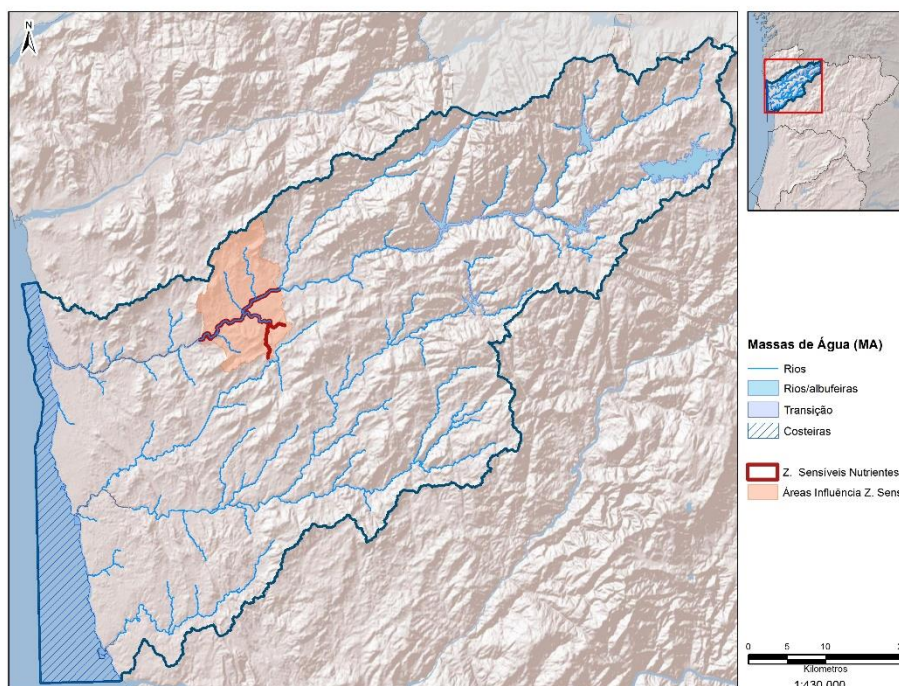 N
Massas de Água (MA)
Rios
Rios/albufeiras
Transição
Costeiras
Z. Sensíveis Nutrientes
Áreas Influência Z. Sens
0 5 10 2
Kilometros
1:430.000